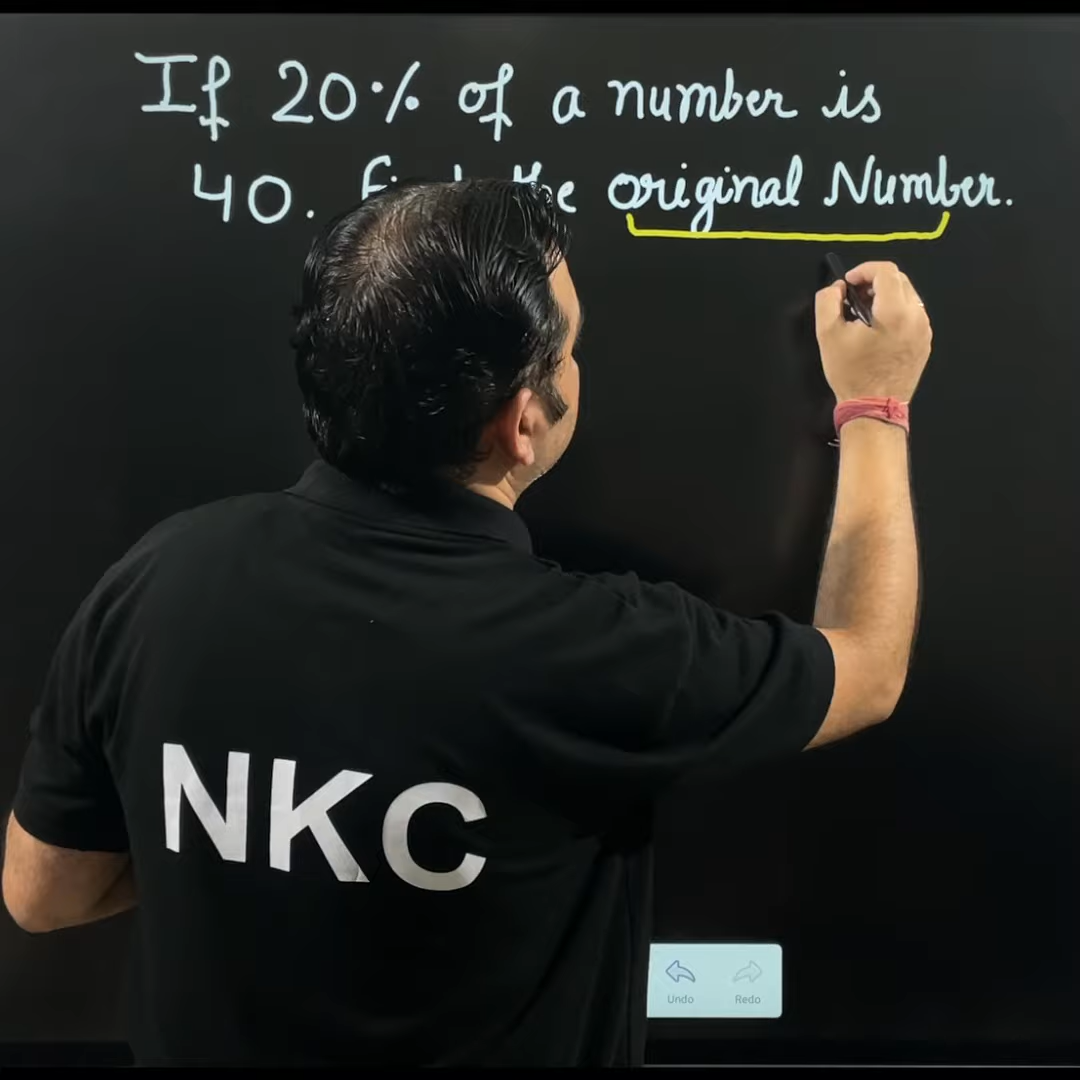 If 20% of a number is
40. the original Number.
NKC
Undo Redo